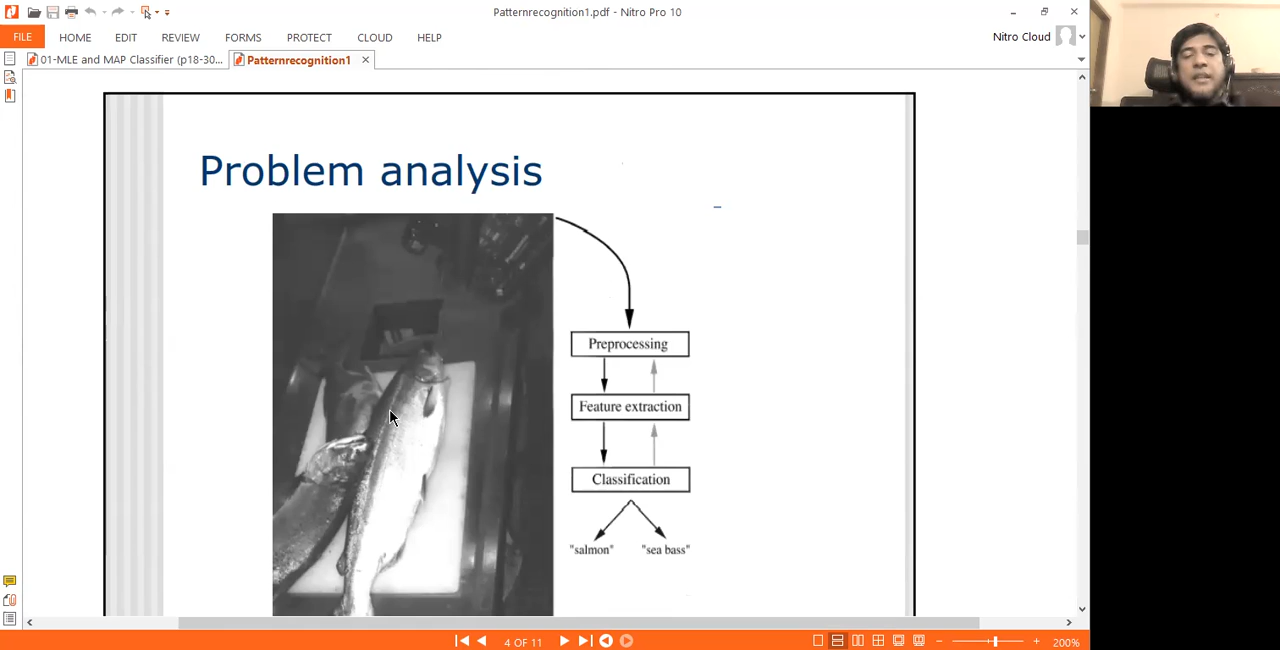 Patternrecognition1.pdf - Nitro Pro 10
FILE HOME EDIT REVIEW FORMS PROTECT CLOUD HELP
Nitro Cloud
01-MLE and MAP Classifier (p18-30... Patternrecognition1
Problem analysis
Preprocessing
Feature extraction
Classification
"salmon" "sea bass"
4 OF 11
200%